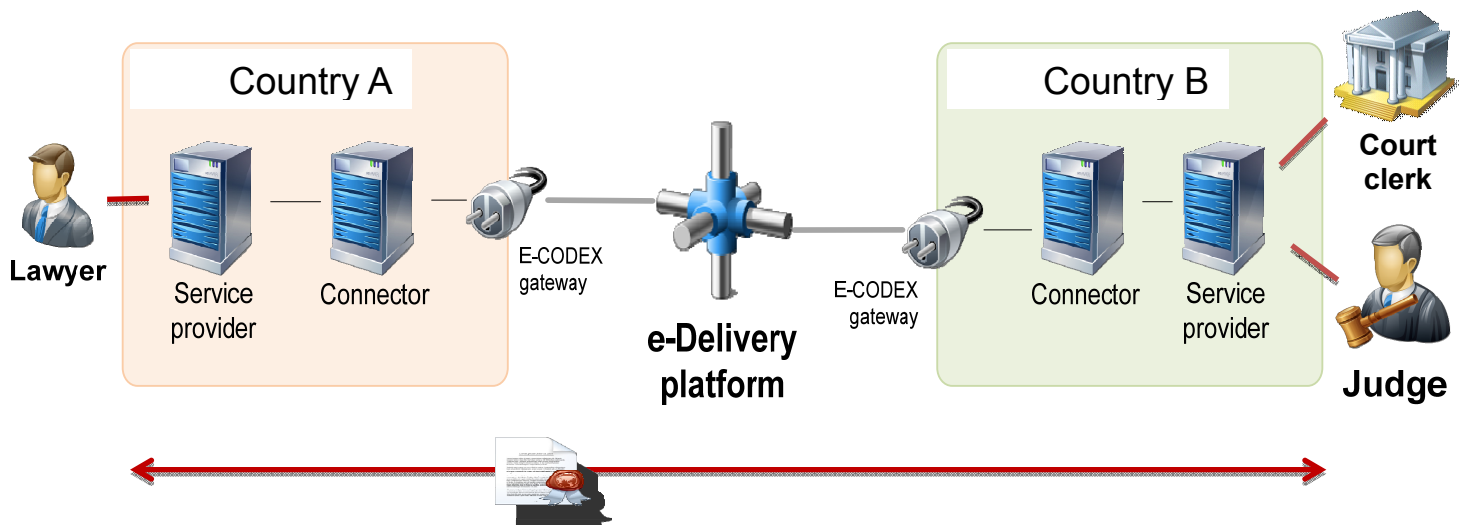 Country A
Country B
Lawyer
Service
provider
Connector
E-CODEX
gateway
e-Delivery
platform
E-CODEX
gateway
Connector
Service
provider
Court
clerk
Judge